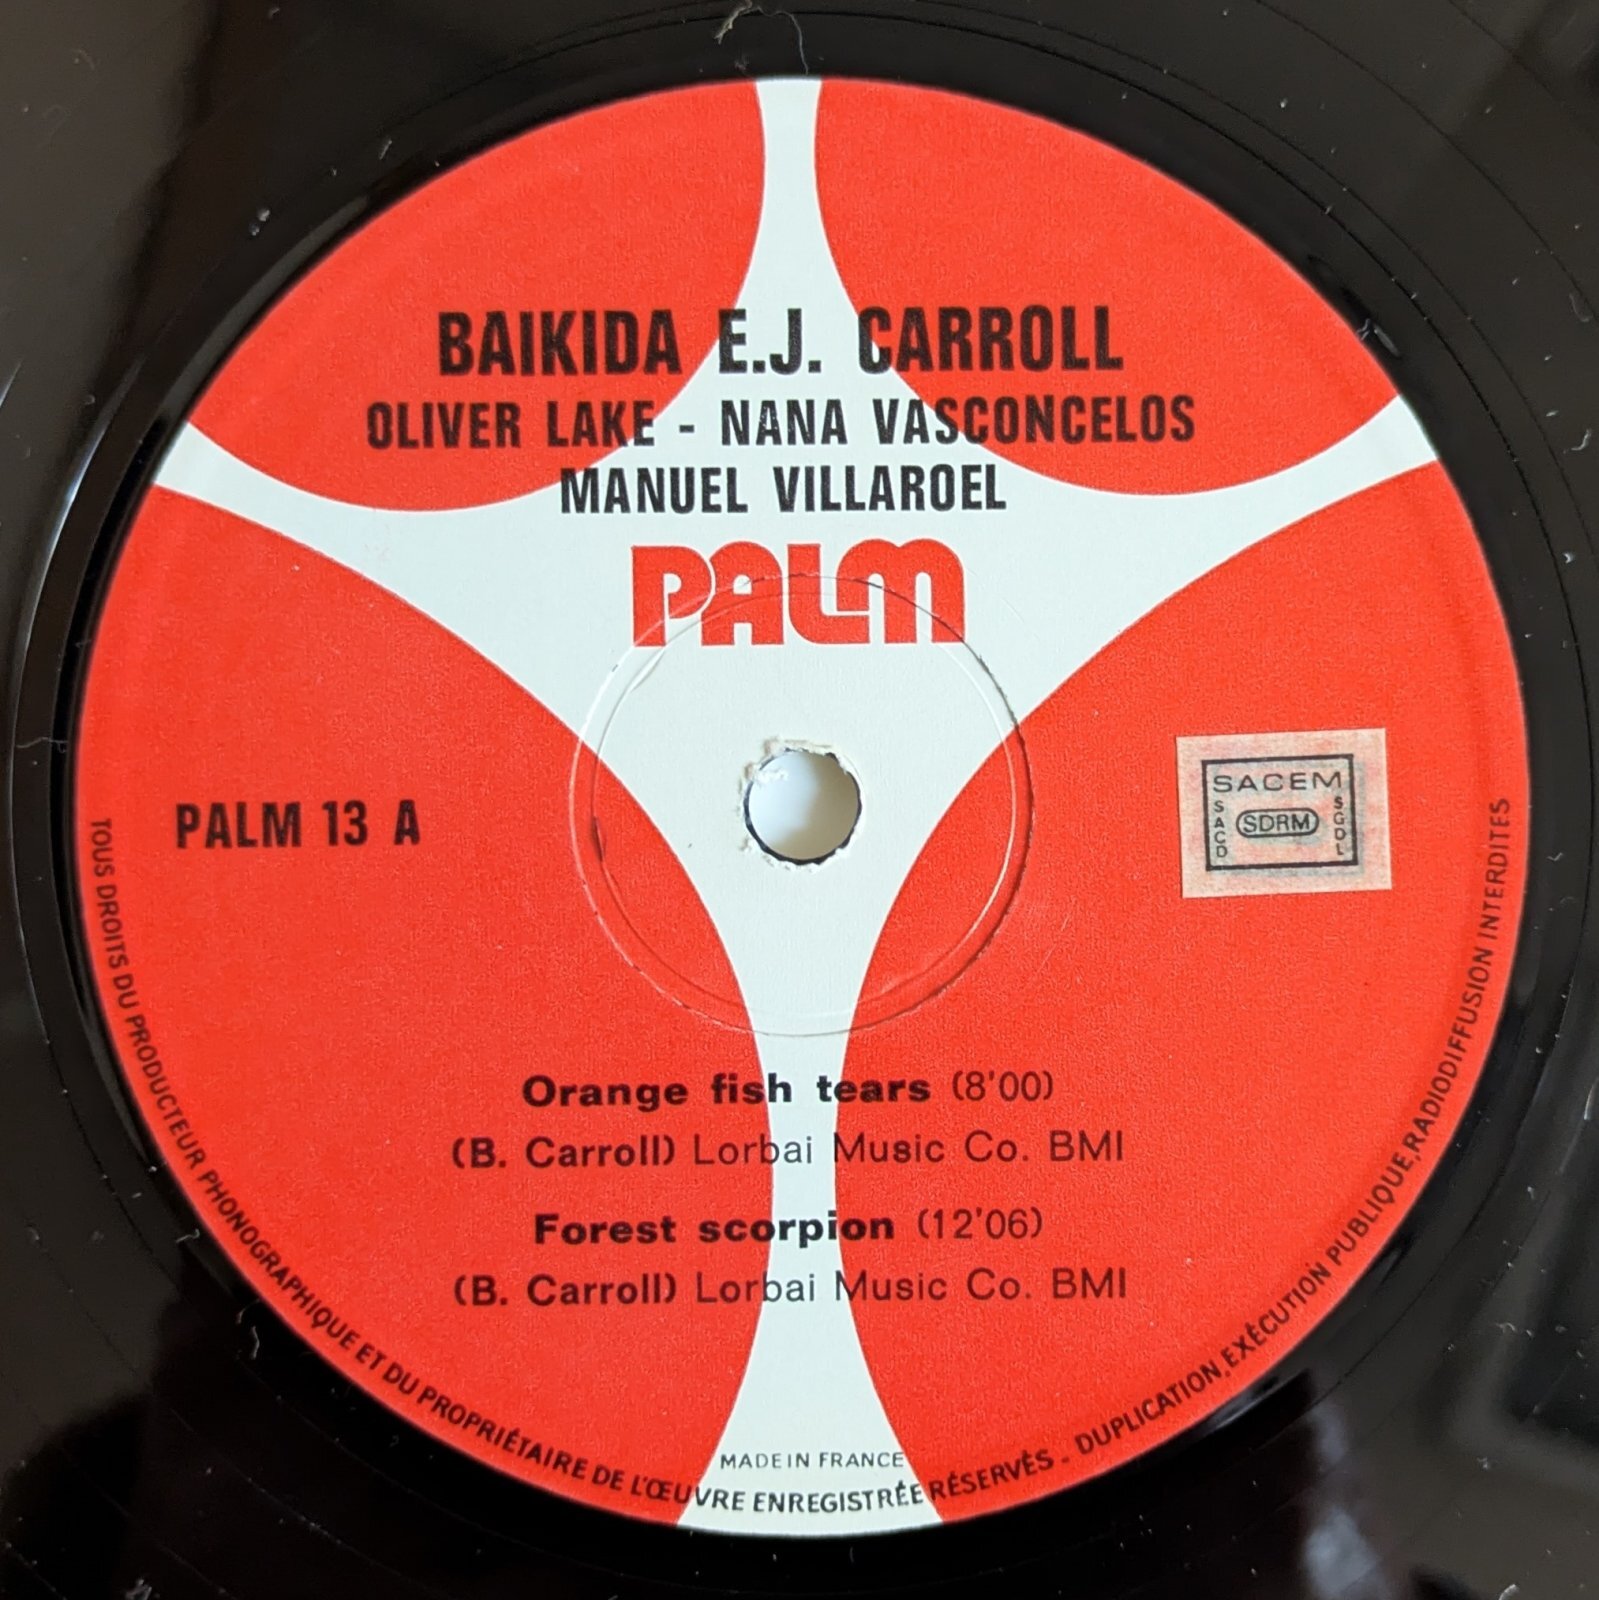 BAIKIDA E.J. CARROLL
OLIVER LAKE - NANA VASCONCELOS
MANUEL VILLAROEL
PALM
PALM 13 A
SACEM
SACD
SDRM
SGDL
Orange fish tears (8'00)
(B. Carroll) Lorbai Music Co. BMI
Forest scorpion (12'06)
(B. Carroll) Lorbai Music Co. BMI
MADE IN FRANCE
TOUS DROITS DU PRODUCTEUR PHONOGRAPHIQUE ET DU PROPRIÉTAIRE DE L'ŒUVRE ENREGISTRÉE RÉSERVÉS - DUPLICATION, EXÉCUTION PUBLIQUE, RADIODIFFUSION INTERDITES